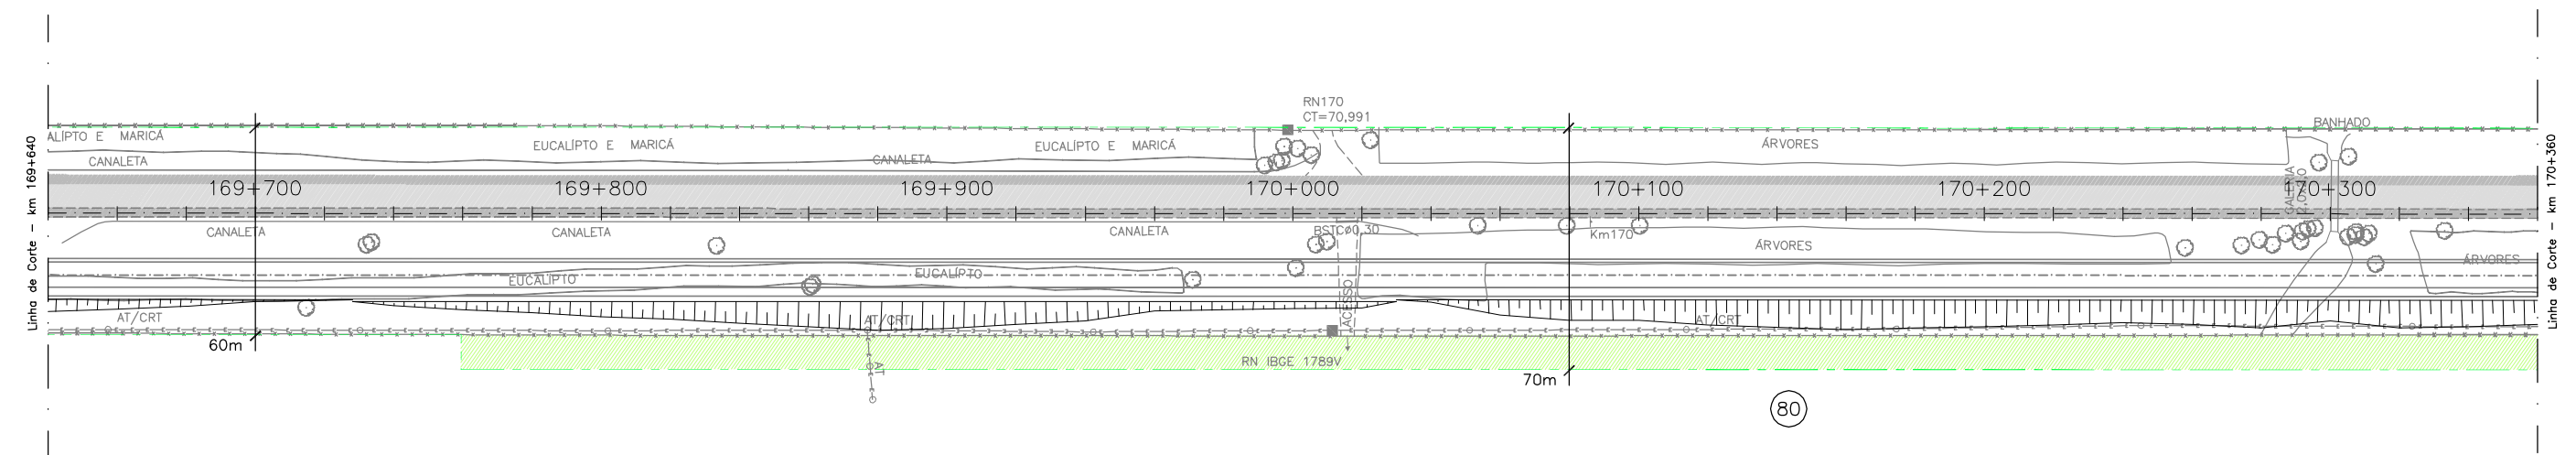 Linha de Corte - km 169+640
RN170
CT=70,991
BANHADO
ALÍPTO E MARICÁ
EUCALÍPTO E MARICÁ
EUCALÍPTO E MARICÁ
ÁRVORES
CANALETA
CANALETA
169+700
169+800
169+900
170+000
170+100
170+200
170+300
GALERIA
CANALETA
CANALETA
CANALETA
BSTCø0,30
Km170
ÁRVORES
ÁRVORES
EUCALÍPTO
EUCALÍPTO
ACESSO
AT/CRT
AT/CRT
AT/CRT
60m
AT
RN IBGE 1789V
70m
80
Linha de Corte - km 170+360